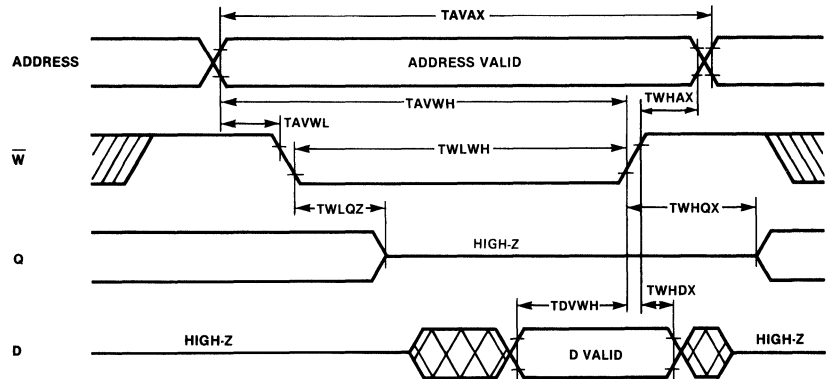 TAVAX
ADDRESS
ADDRESS VALID
TAVWH
TWHAX
TAVWL
W
TWLWH
TWLQZ
TWHQX
Q
HIGH-Z
TDVWH
TWHDX
D
HIGH-Z
D VALID
HIGH-Z